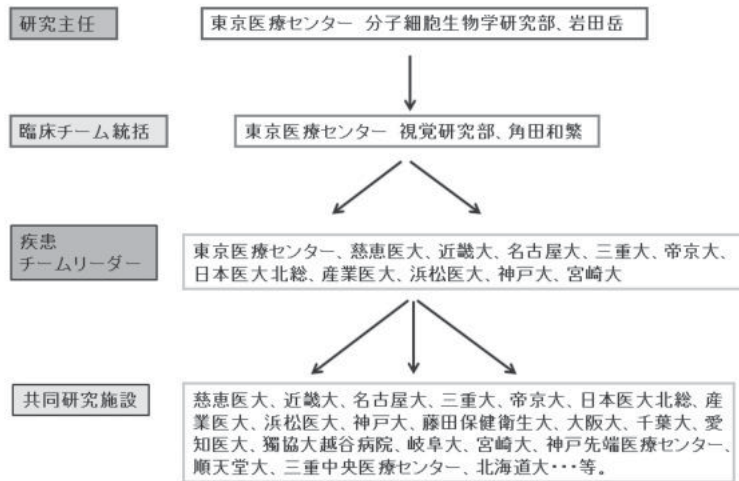 研究主任
東京医療センター 分子細胞生物学研究部、岩田岳
臨床チーム統括
東京医療センター 視覚研究部、角田和繁
疾患
チームリーダー
東京医療センター、慈恵医大、近畿大、名古屋大、三重大、帝京大、
日本医大北総、産業医大、浜松医大、神戸大、宮崎大
共同研究施設
慈恵医大、近畿大、名古屋大、三重大、帝京大、日本医大北総、産
業医大、浜松医大、神戸大、藤田保健衛生大、大阪大、千葉大、愛
知医大、獨協大越谷病院、岐阜大、宮崎大、神戸先端医療センター、
順天堂大、三重中央医療センター、北海道大・・・等。